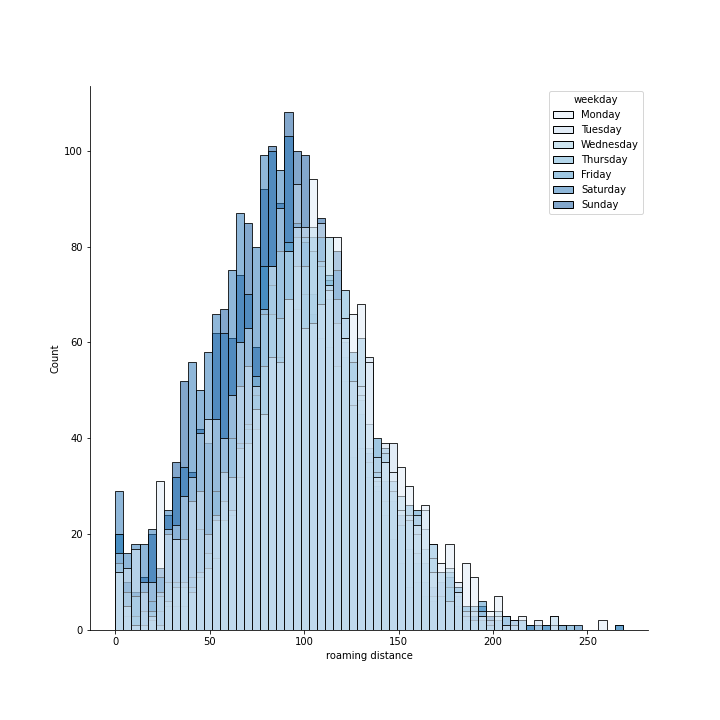 weekday
Monday
Tuesday
Wednesday
Thursday
Friday
Saturday
Sunday
Count
100
80
60
40
20
0
0 50 100 150 200 250
roaming distance